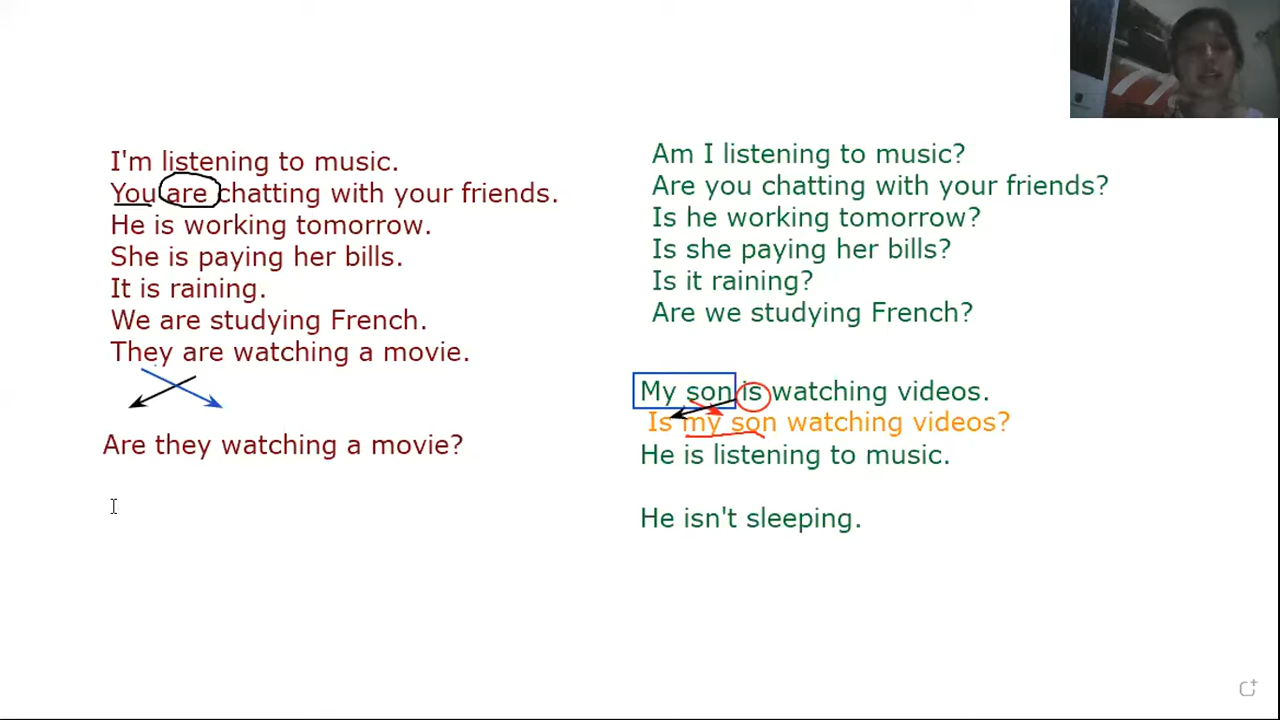 I'm listening to music.
You are chatting with your friends.
He is working tomorrow.
She is paying her bills.
It is raining.
We are studying French.
They are watching a movie.
Are they watching a movie?
Am I listening to music?
Are you chatting with your friends?
Is he working tomorrow?
Is she paying her bills?
Is it raining?
Are we studying French?
My son is watching videos.
Is my son watching videos?
He is listening to music.
He isn't sleeping.